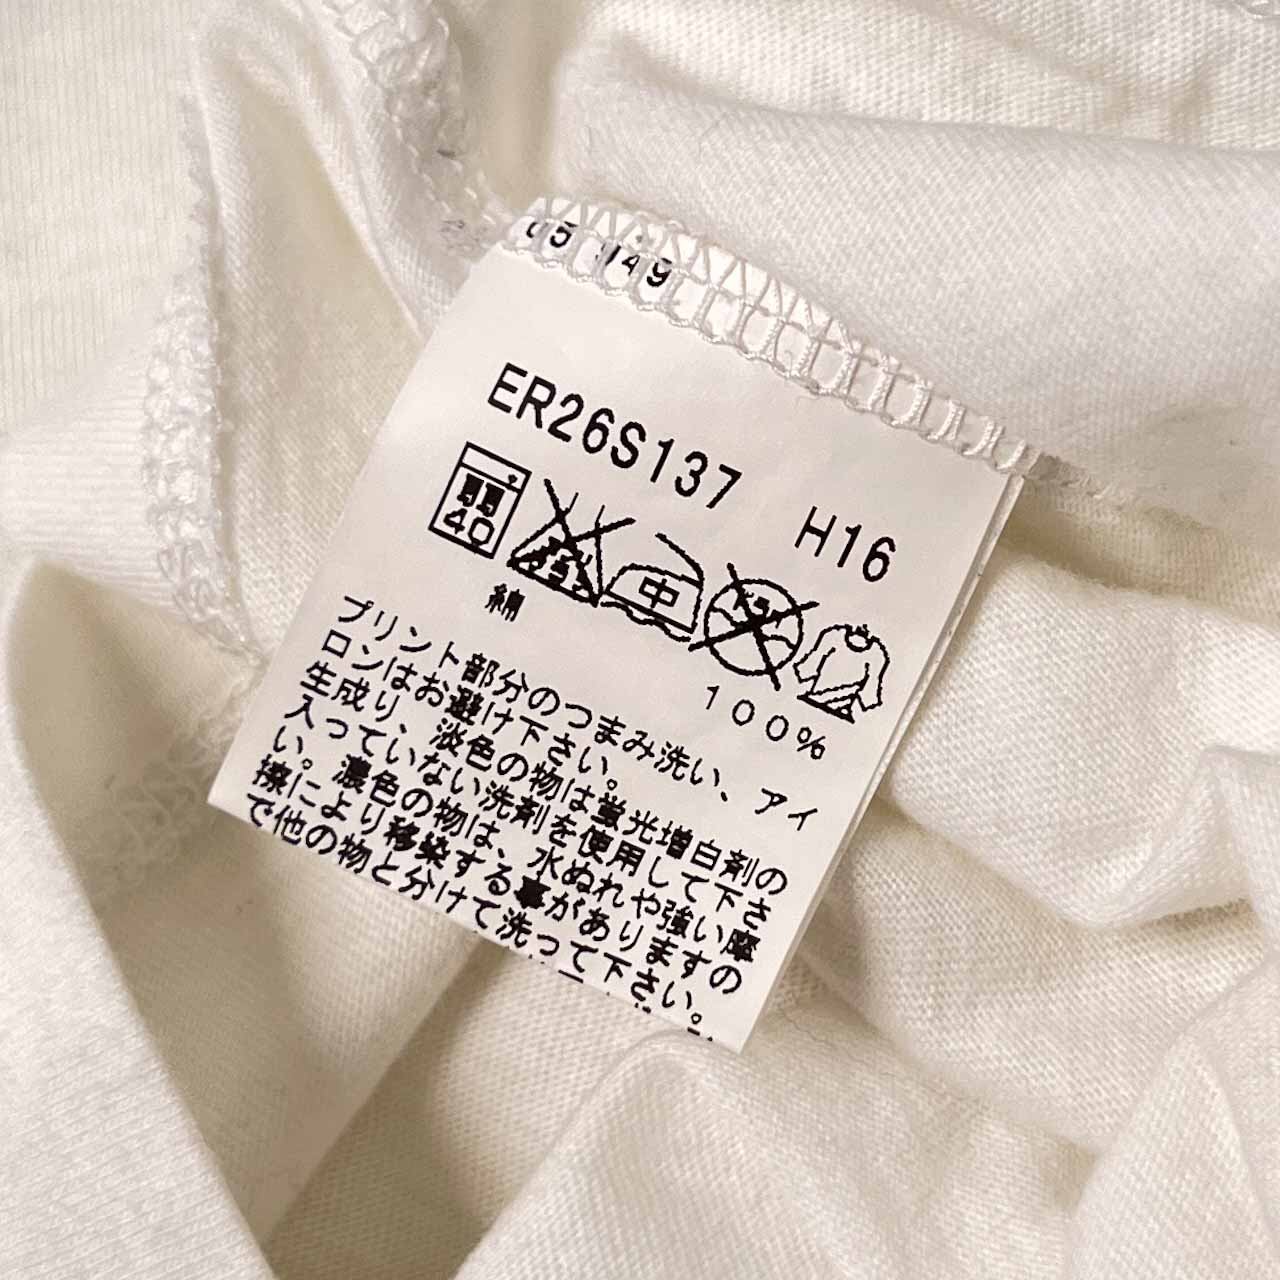 ER26S137 H16
弱
40
中
ドライ
綿 100%
プリント部分のつまみ洗い、アイ
ロンはお避け下さい。
生成り、淡色の物は蛍光増白剤の
入っていない洗剤を使用して下さ
い。濃色の物は、水ぬれや強い摩
擦により移染する事がありますの
で他の物と分けて洗って下さい。